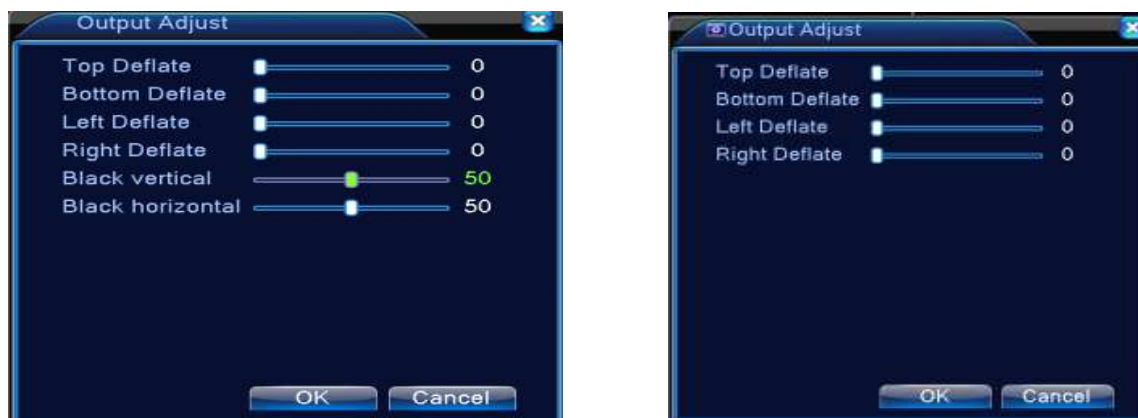 Output Adjust
Top Deflate 0
Bottom Deflate 0
Left Deflate 0
Right Deflate 0
Black vertical 50
Black horizontal 50
OK Cancel
Output Adjust
Top Deflate 0
Bottom Deflate 0
Left Deflate 0
Right Deflate 0
OK Cancel